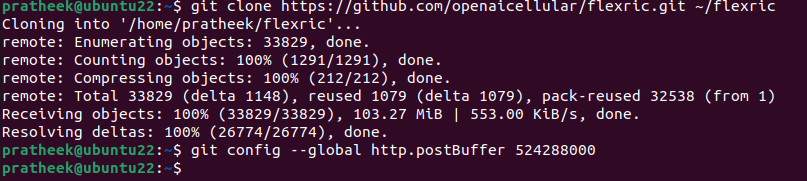 pratheek@ubuntu22:~$ git clone https://github.com/openaicellular/flexric.git ~/flexric
Cloning into '/home/pratheek/flexric'...
remote: Enumerating objects: 33829, done.
remote: Counting objects: 100% (1291/1291), done.
remote: Compressing objects: 100% (212/212), done.
remote: Total 33829 (delta 1148), reused 1079 (delta 1079), pack-reused 32538 (from 1)
Receiving objects: 100% (33829/33829), 103.27 MiB | 553.00 KiB/s, done.
Resolving deltas: 100% (26774/26774), done.
pratheek@ubuntu22:~$ git config --global http.postBuffer 524288000
pratheek@ubuntu22:~$